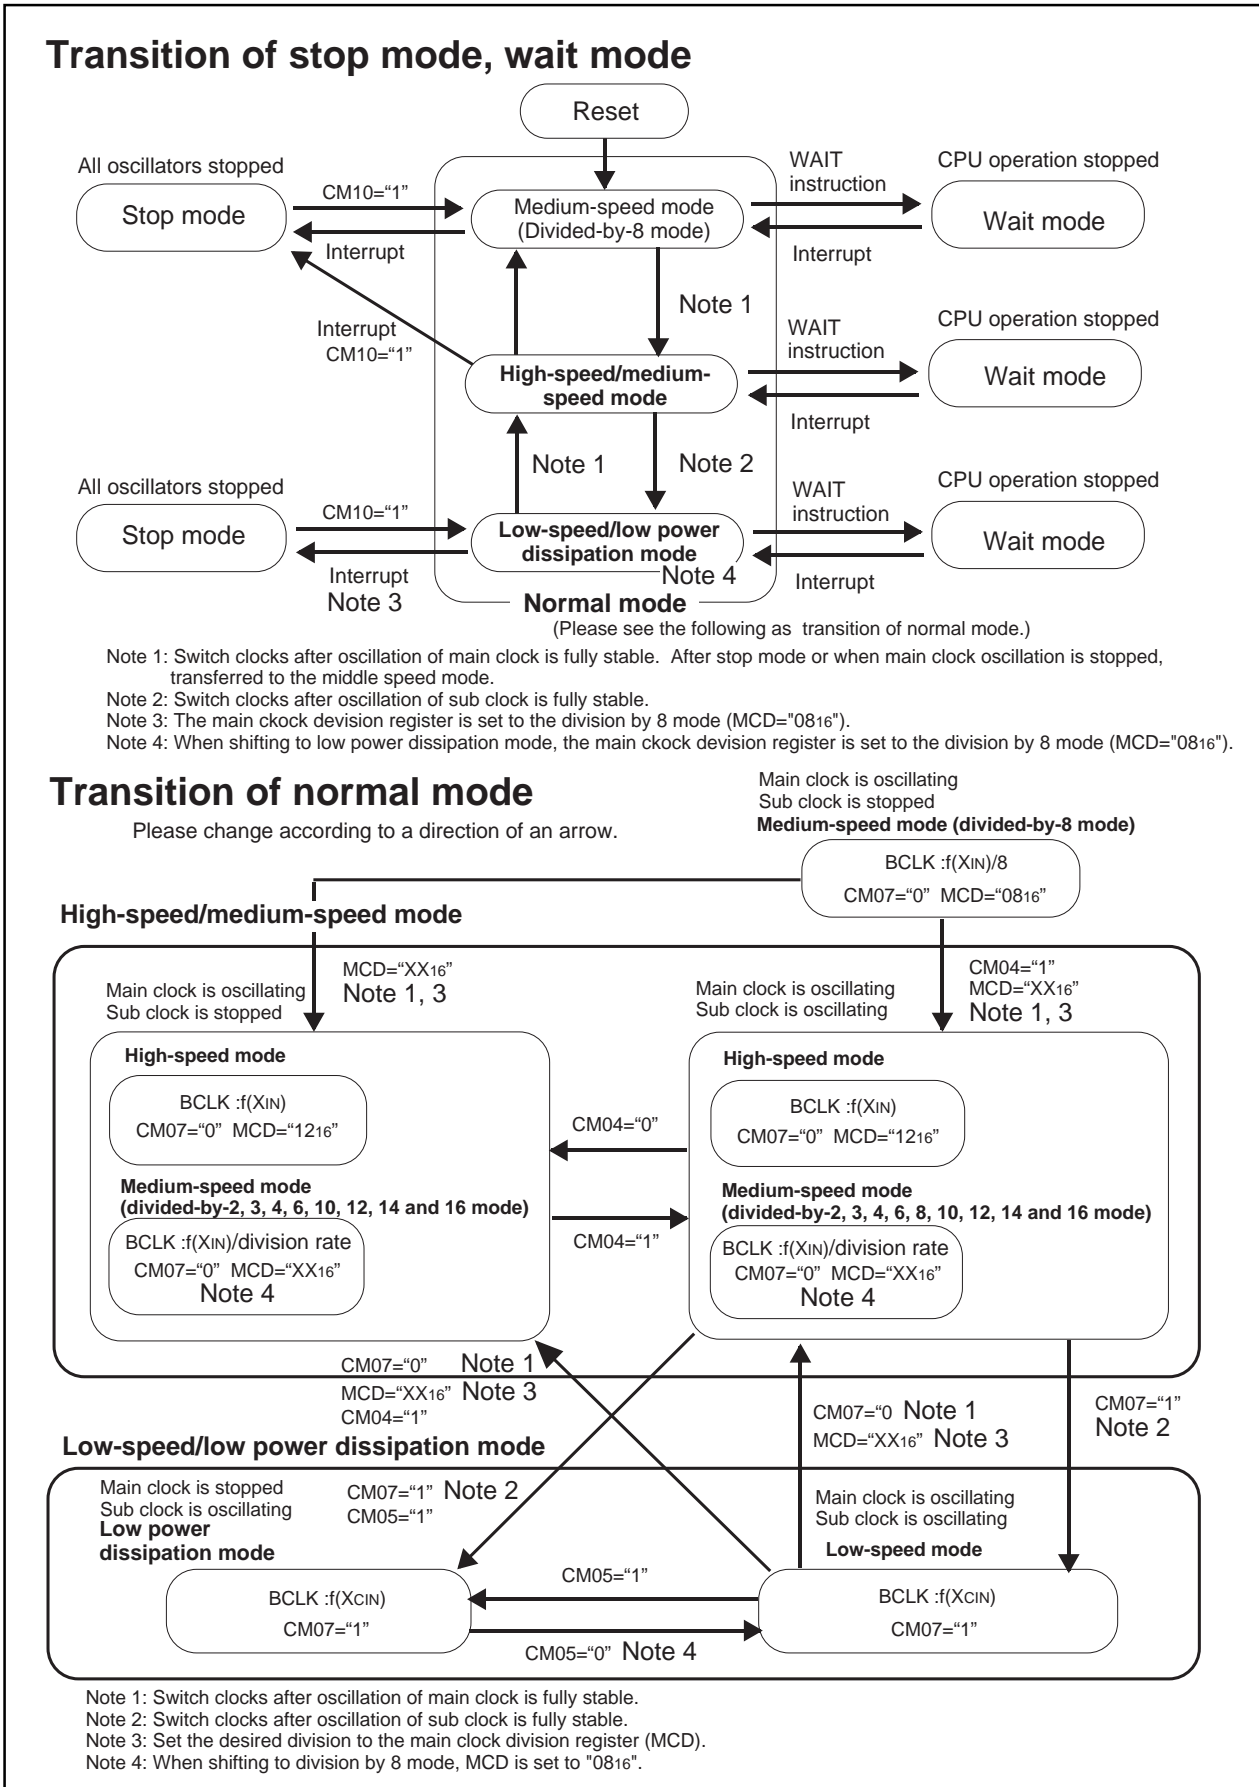 Transition of stop mode, wait mode
Reset
All oscillators stopped
Stop mode
CM10=“1”
Interrupt
Medium-speed mode
(Divided-by-8 mode)
WAIT
instruction
Interrupt
CPU operation stopped
Wait mode
Note 1
Interrupt
CM10=“1”
High-speed/medium-
speed mode
WAIT
instruction
Interrupt
CPU operation stopped
Wait mode
Note 1
Note 2
All oscillators stopped
Stop mode
CM10=“1”
Interrupt
Note 3
Low-speed/low power
dissipation mode
Note 4
WAIT
instruction
Interrupt
CPU operation stopped
Wait mode
Normal mode
(Please see the following as transition of normal mode.)
Note 1: Switch clocks after oscillation of main clock is fully stable. After stop mode or when main clock oscillation is stopped,
transferred to the middle speed mode.
Note 2: Switch clocks after oscillation of sub clock is fully stable.
Note 3: The main ckock devision register is set to the division by 8 mode (MCD="0816").
Note 4: When shifting to low power dissipation mode, the main ckock devision register is set to the division by 8 mode (MCD="0816").
Transition of normal mode
Please change according to a direction of an arrow.
Main clock is oscillating
Sub clock is stopped
Medium-speed mode (divided-by-8 mode)
BCLK :f(XIN)/8
CM07=“0” MCD=“0816”
High-speed/medium-speed mode
MCD=“XX16”
Note 1, 3
Main clock is oscillating
Sub clock is stopped
CM04=“1”
MCD=“XX16”
Note 1, 3
Main clock is oscillating
Sub clock is oscillating
High-speed mode
BCLK :f(XIN)
CM07=“0” MCD=“1216”
Medium-speed mode
(divided-by-2, 3, 4, 6, 10, 12, 14 and 16 mode)
BCLK :f(XIN)/division rate
CM07=“0” MCD=“XX16”
Note 4
CM04=“0”
CM04=“1”
High-speed mode
BCLK :f(XIN)
CM07=“0” MCD=“1216”
Medium-speed mode
(divided-by-2, 3, 4, 6, 8, 10, 12, 14 and 16 mode)
BCLK :f(XIN)/division rate
CM07=“0” MCD=“XX16”
Note 4
CM07=“0” Note 1
MCD=“XX16” Note 3
CM04=“1”
CM07=“0 Note 1
MCD=“XX16” Note 3
CM07=“1”
Note 2
Low-speed/low power dissipation mode
Main clock is stopped
Sub clock is oscillating
Low power
dissipation mode
CM07=“1” Note 2
CM05=“1”
Main clock is oscillating
Sub clock is oscillating
Low-speed mode
BCLK :f(XCIN)
CM07=“1”
CM05=“1”
CM05=“0” Note 4
BCLK :f(XCIN)
CM07=“1”
Note 1: Switch clocks after oscillation of main clock is fully stable.
Note 2: Switch clocks after oscillation of sub clock is fully stable.
Note 3: Set the desired division to the main clock division register (MCD).
Note 4: When shifting to division by 8 mode, MCD is set to "0816".